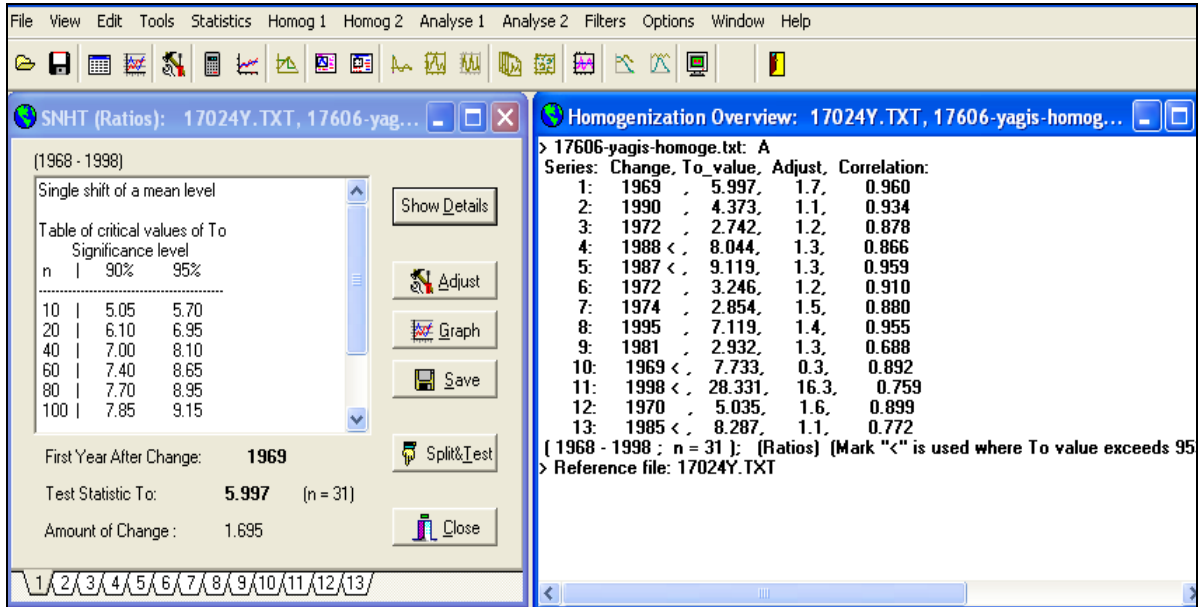 File View Edit Tools Statistics Homog 1 Homog 2 Analyse 1 Analyse 2 Filters Options Window Help
SNHT (Ratios): 17024Y.TXT, 17606-yag...
(1968 - 1998)
Single shift of a mean level
Table of critical values of To
Significance level
n | 90% 95%
10 | 5.05 5.70
20 | 6.10 6.95
40 | 7.00 8.10
60 | 7.40 8.65
80 | 7.70 8.95
100 | 7.85 9.15
First Year After Change: 1969
Test Statistic To: 5.997 (n = 31)
Amount of Change : 1.695
Show Details
Adjust
Graph
Save
Split&Test
Close
1 2 3 4 5 6 7 8 9 10 11 12 13
Homogenization Overview: 17024Y.TXT, 17606-yagis-homog...
> 17606-yagis-homoge.txt: A
Series: Change, To_value, Adjust, Correlation:
1: 1969 , 5.997, 1.7, 0.960
2: 1990 , 4.373, 1.1, 0.934
3: 1972 , 2.742, 1.2, 0.878
4: 1988 < , 8.044, 1.3, 0.866
5: 1987 < , 9.119, 1.3, 0.959
6: 1972 , 3.246, 1.2, 0.910
7: 1974 , 2.854, 1.5, 0.880
8: 1995 , 7.119, 1.4, 0.955
9: 1981 , 2.932, 1.3, 0.688
10: 1969 < , 7.733, 0.3, 0.892
11: 1998 < , 28.331, 16.3, 0.759
12: 1970 , 5.035, 1.6, 0.899
13: 1985 < , 8.287, 1.1, 0.772
( 1968 - 1998 ; n = 31 ); (Ratios) (Mark "<" is used where To value exceeds 95
> Reference file: 17024Y.TXT